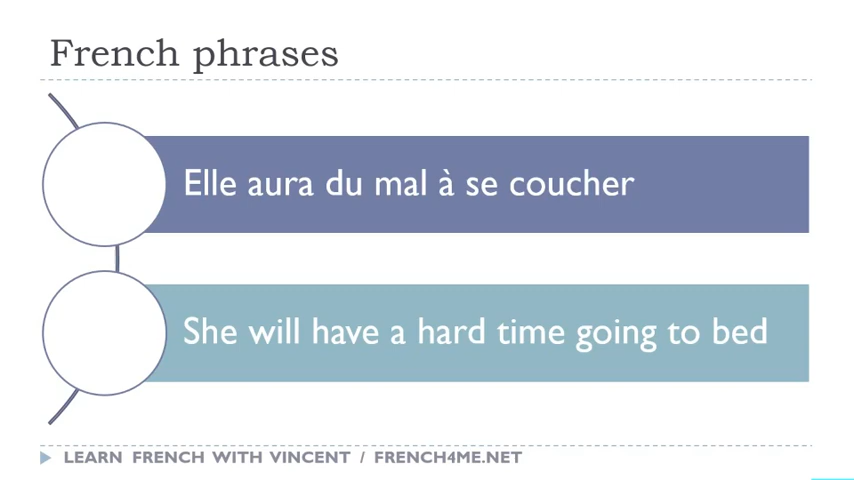 French phrases
Elle aura du mal à se coucher
She will have a hard time going to bed
LEARN FRENCH WITH VINCENT / FRENCH4ME.NET